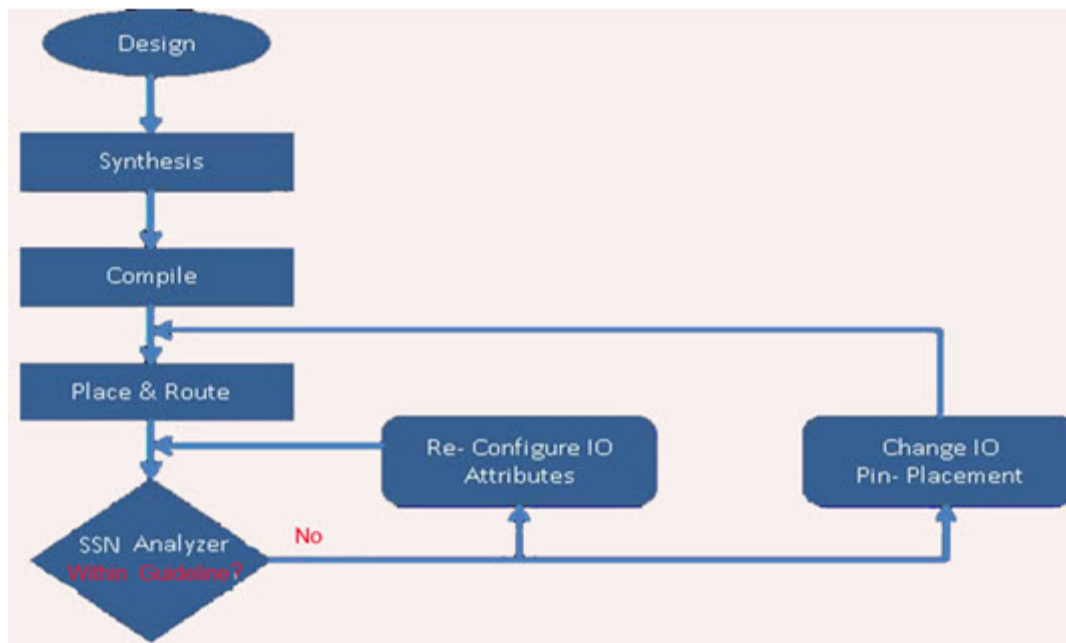 Design
Synthesis
Compile
Place & Route
Re- Configure IO
Attributes
Change IO
Pin- Placement
SSN Analyzer
Within Guideline?
No